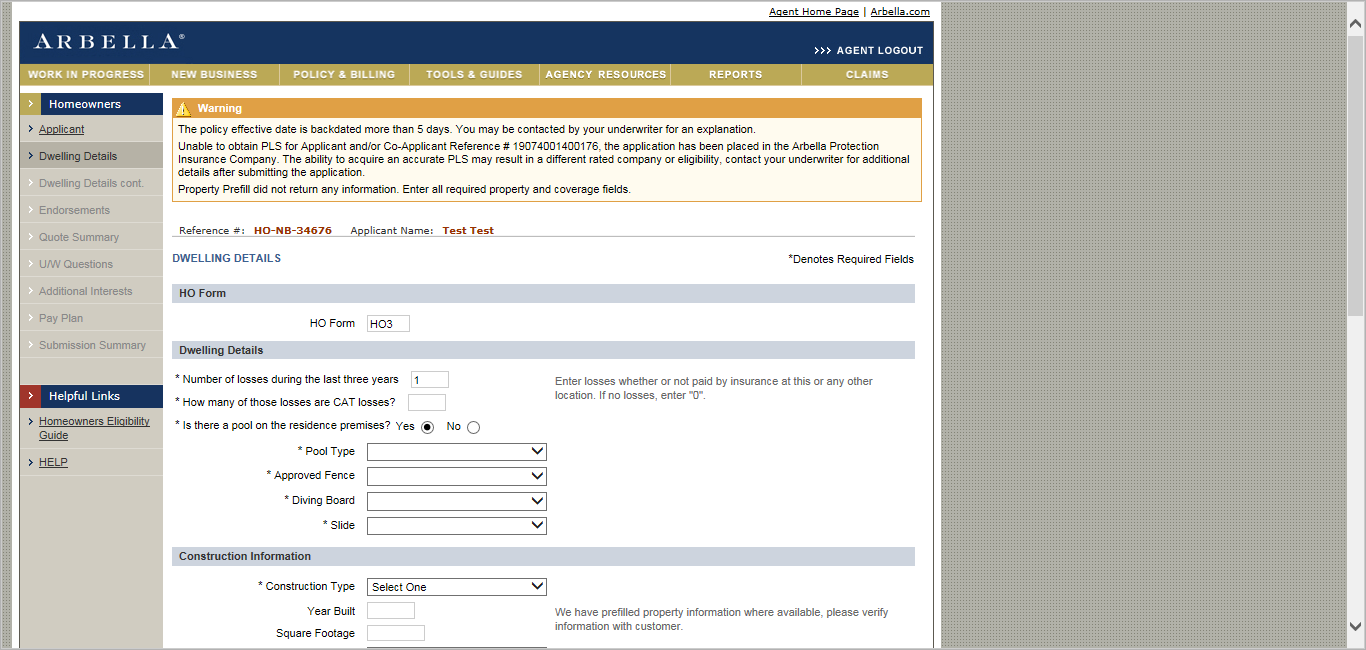 Agent Home Page | Arbella.com
ARBELLA®
>>> AGENT LOGOUT
WORK IN PROGRESS NEW BUSINESS POLICY & BILLING TOOLS & GUIDES AGENCY RESOURCES REPORTS CLAIMS
Homeowners
Applicant
Dwelling Details
Dwelling Details cont.
Endorsements
Quote Summary
U/W Questions
Additional Interests
Pay Plan
Submission Summary
Helpful Links
Homeowners Eligibility
Guide
HELP
Warning
The policy effective date is backdated more than 5 days. You may be contacted by your underwriter for an explanation.
Unable to obtain PLS for Applicant and/or Co-Applicant Reference # 19074001400176, the application has been placed in the Arbella Protection
Insurance Company. The ability to acquire an accurate PLS may result in a different rated company or eligibility, contact your underwriter for additional
details after submitting the application.
Property Prefill did not return any information. Enter all required property and coverage fields.
Reference #: HO-NB-34676 Applicant Name: Test Test
DWELLING DETAILS
*Denotes Required Fields
HO Form
HO Form HO3
Dwelling Details
* Number of losses during the last three years 1
Enter losses whether or not paid by insurance at this or any other
location. If no losses, enter "0".
* How many of those losses are CAT losses?
* Is there a pool on the residence premises? Yes No
* Pool Type
* Approved Fence
* Diving Board
* Slide
Construction Information
* Construction Type Select One
Year Built
We have prefilled property information where available, please verify
information with customer.
Square Footage